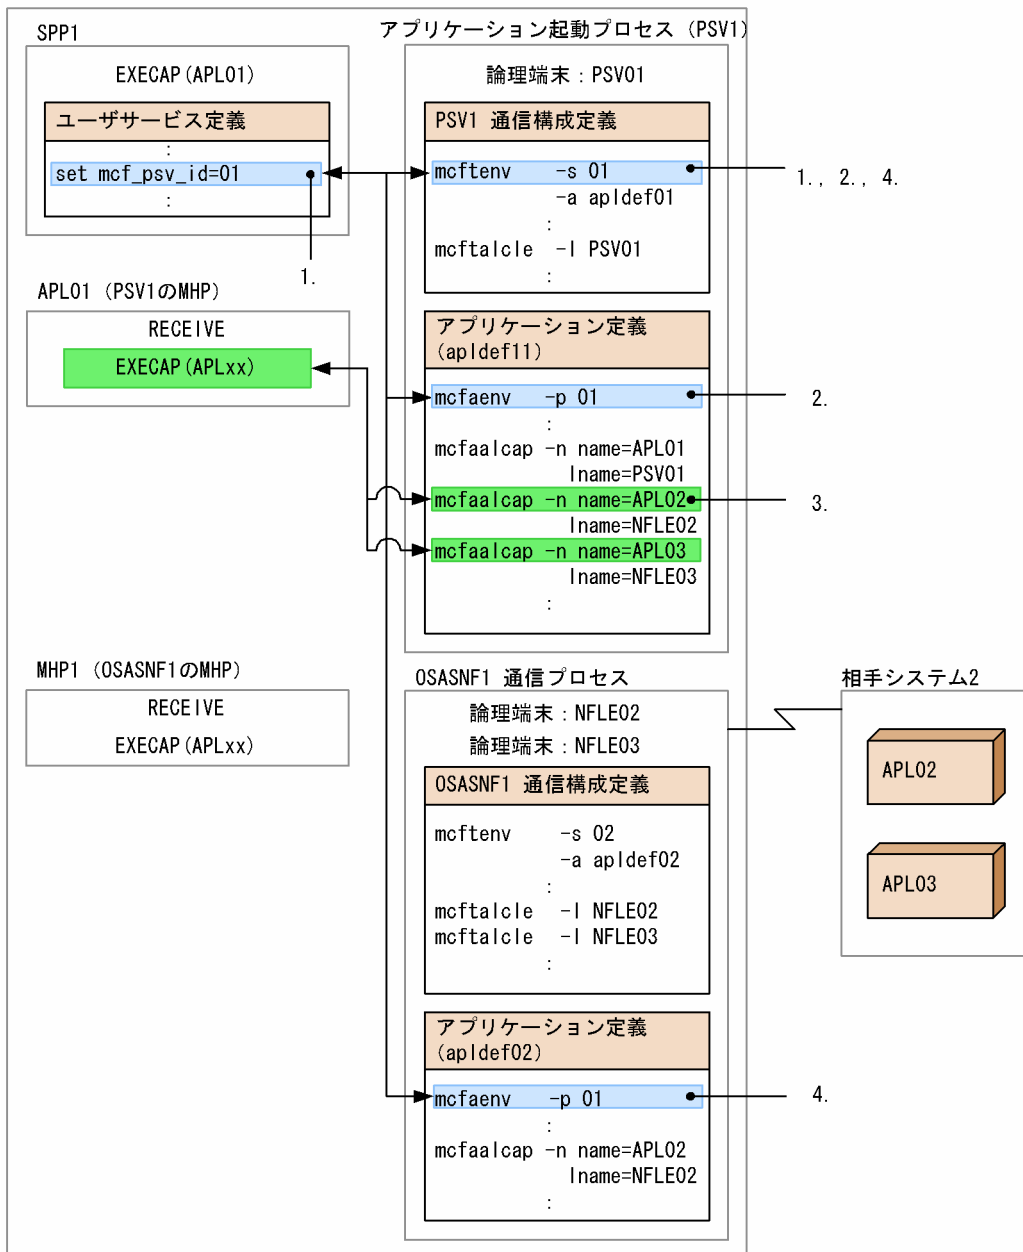 SPP1
EXECAP(APL01)
ユーザサービス定義
:
set mcf_psv_id=01
:
1.
APL01 (PSV1のMHP)
RECEIVE
EXECAP(APLxx)
MHP1 (OSASNF1のMHP)
RECEIVE
EXECAP(APLxx)
アプリケーション起動プロセス (PSV1)
論理端末：PSV01
PSV1 通信構成定義
mcftenv -s 01
-a apldef01
:
mcftalcle -l PSV01
:
1., 2., 4.
アプリケーション定義
(apldef11)
mcfaenv -p 01
2.
:
mcfaalcap -n name=APL01
lname=PSV01
mcfaalcap -n name=APL02
3.
lname=NFLE02
mcfaalcap -n name=APL03
lname=NFLE03
:
OSASNF1 通信プロセス
論理端末：NFLE02
論理端末：NFLE03
OSASNF1 通信構成定義
mcftenv -s 02
-a apldef02
:
mcftalcle -l NFLE02
mcftalcle -l NFLE03
:
アプリケーション定義
(apldef02)
mcfaenv -p 01
4.
:
mcfaalcap -n name=APL02
lname=NFLE02
:
相手システム2
APL02
APL03